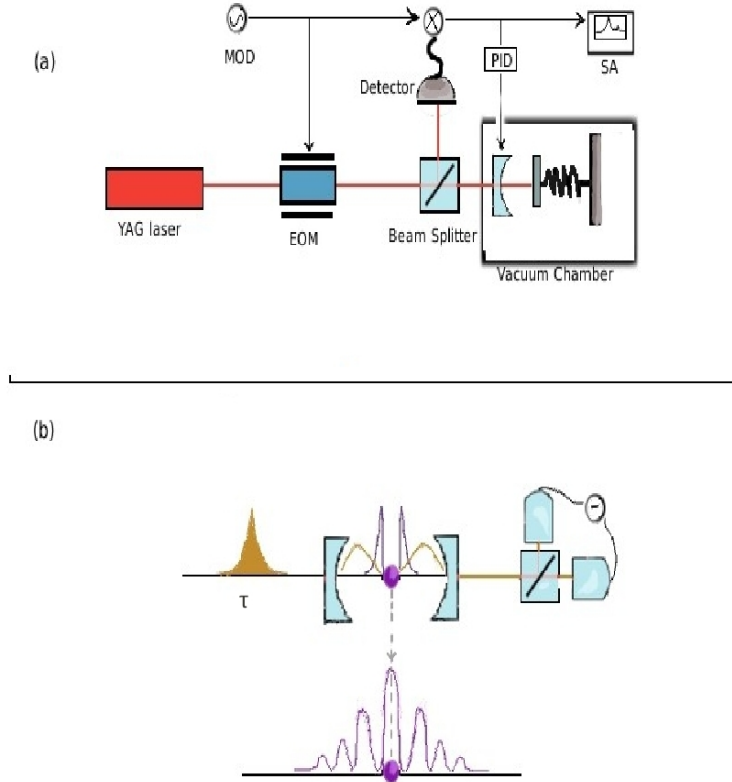 (a)
MOD
Detector
PID
SA
YAG laser
EOM
Beam Splitter
Vacuum Chamber
(b)
τ
-